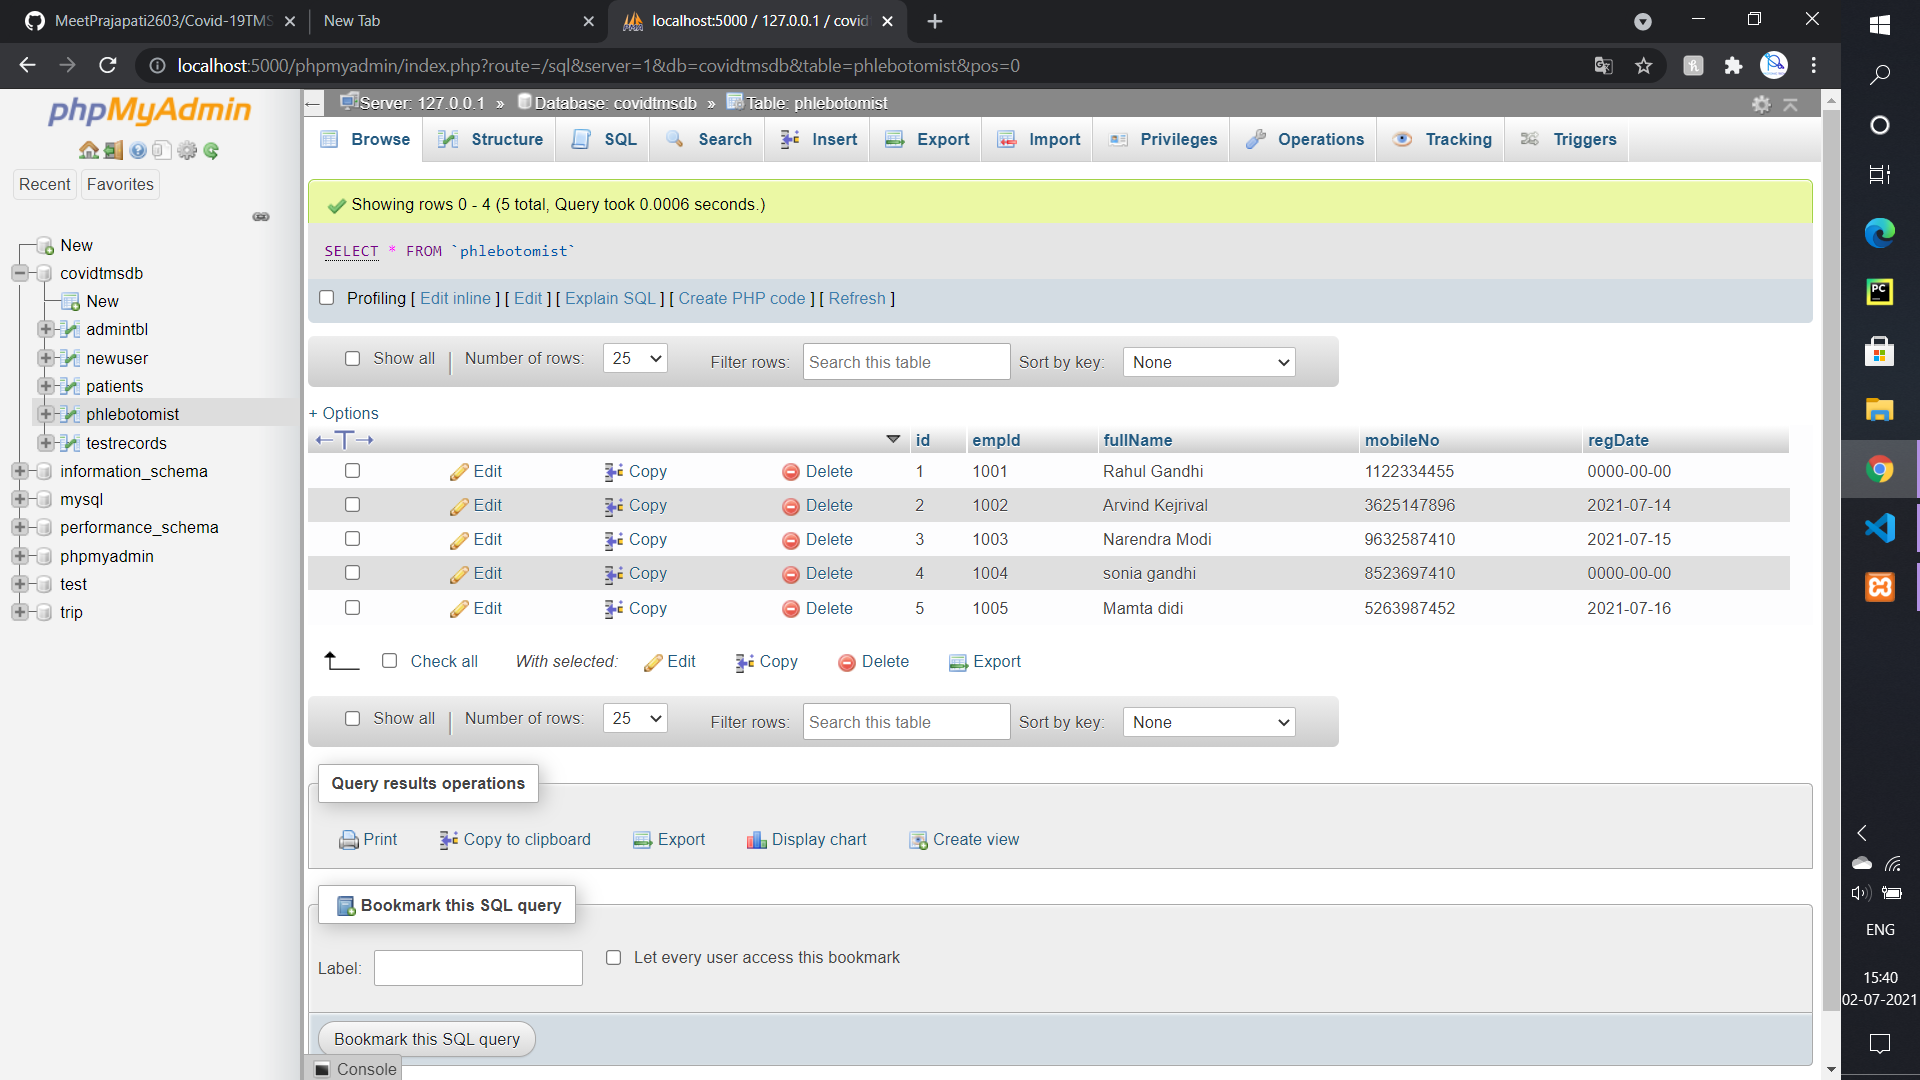 MeetPrajapati2603/Covid-19TMS
New Tab
localhost:5000 / 127.0.0.1 / covid
localhost:5000/phpmyadmin/index.php?route=/sql&server=1&db=covidtmsdb&table=phlebotomist&pos=0
phpMyAdmin
Recent Favorites
New
covidtmsdb
New
admintbl
newuser
patients
phlebotomist
testrecords
information_schema
mysql
performance_schema
phpmyadmin
test
trip
Server: 127.0.0.1 » Database: covidtmsdb » Table: phlebotomist
Browse Structure SQL Search Insert Export Import Privileges Operations Tracking Triggers
Showing rows 0 - 4 (5 total, Query took 0.0006 seconds.)
SELECT * FROM `phlebotomist`
Profiling [ Edit inline ] [ Edit ] [ Explain SQL ] [ Create PHP code ] [ Refresh ]
Show all | Number of rows: 25 Filter rows: Search this table Sort by key: None
+ Options
←T→ id empId fullName mobileNo regDate
Edit Copy Delete 1 1001 Rahul Gandhi 1122334455 0000-00-00
Edit Copy Delete 2 1002 Arvind Kejrival 3625147896 2021-07-14
Edit Copy Delete 3 1003 Narendra Modi 9632587410 2021-07-15
Edit Copy Delete 4 1004 sonia gandhi 8523697410 0000-00-00
Edit Copy Delete 5 1005 Mamta didi 5263987452 2021-07-16
Check all With selected: Edit Copy Delete Export
Show all | Number of rows: 25 Filter rows: Search this table Sort by key: None
Query results operations
Print Copy to clipboard Export Display chart Create view
Bookmark this SQL query
Label: Let every user access this bookmark
Bookmark this SQL query
Console
PC
ENG
15:40
02-07-2021